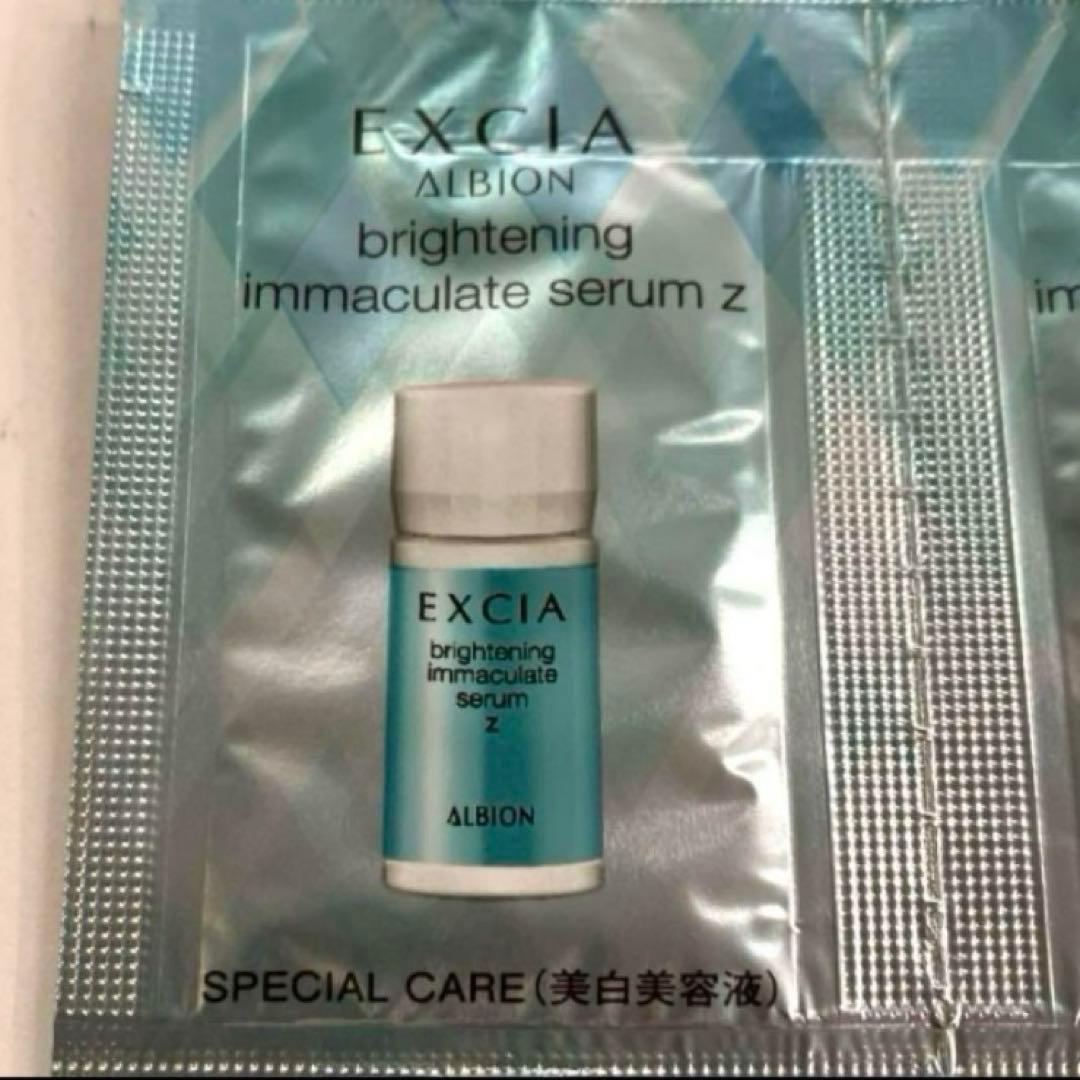 EXCIA
ALBION
brightening
immaculate serum z
im
EXCIA
brightening
immaculate
serum
z
ALBION
SPECIAL CARE(美白美容液)